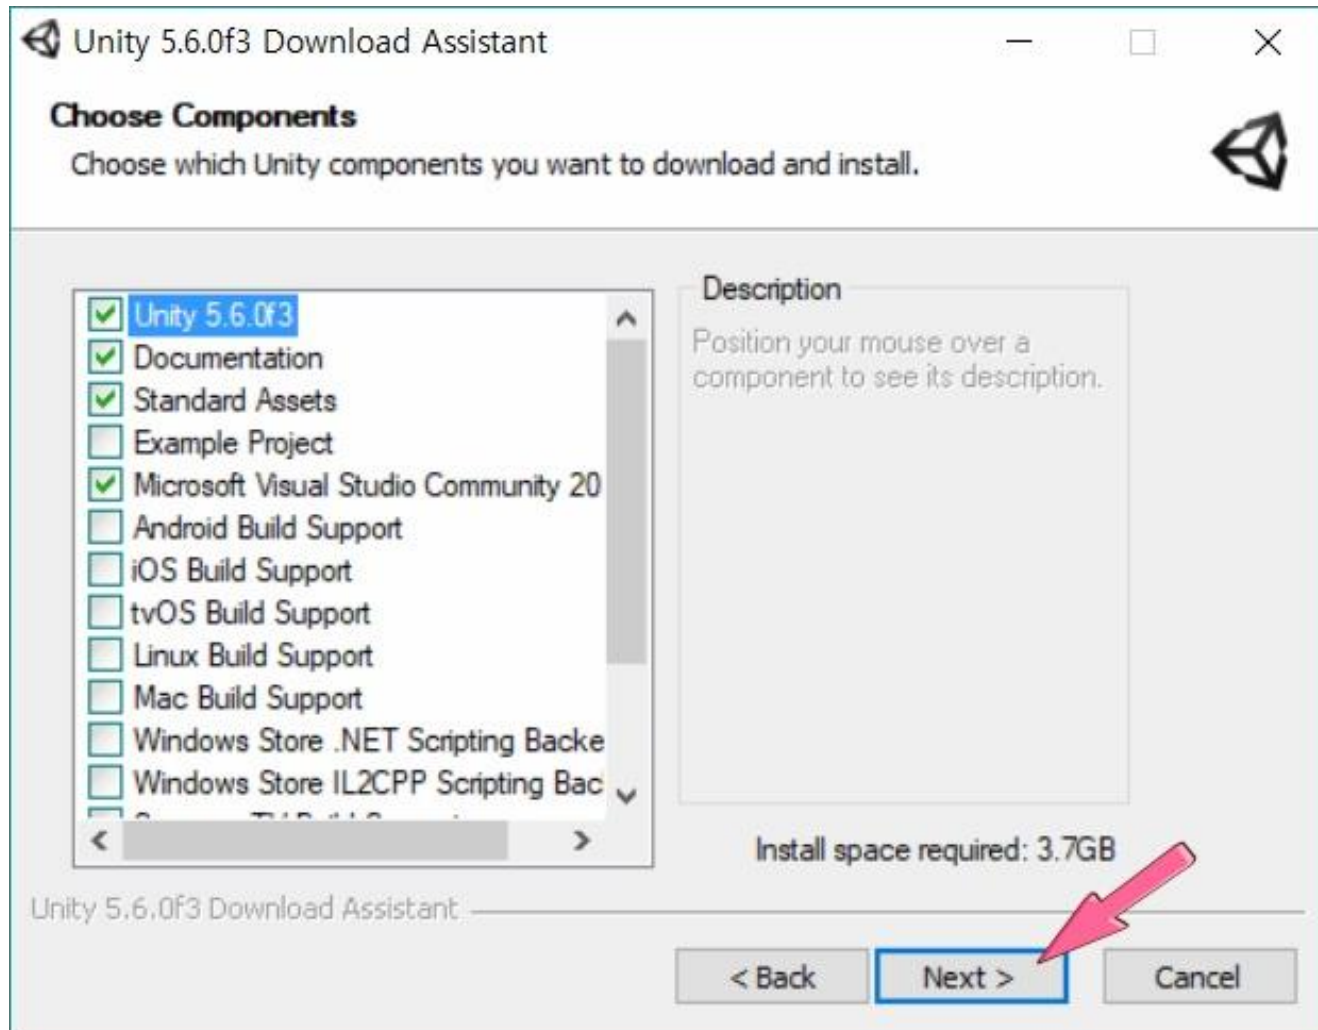 Unity 5.6.0f3 Download Assistant
Choose Components
Choose which Unity components you want to download and install.
Unity 5.6.0f3
Documentation
Standard Assets
Example Project
Microsoft Visual Studio Community 20
Android Build Support
iOS Build Support
tvOS Build Support
Linux Build Support
Mac Build Support
Windows Store .NET Scripting Backe
Windows Store IL2CPP Scripting Bac
Description
Position your mouse over a
component to see its description.
Install space required: 3.7GB
Unity 5.6.0f3 Download Assistant
< Back
Next >
Cancel